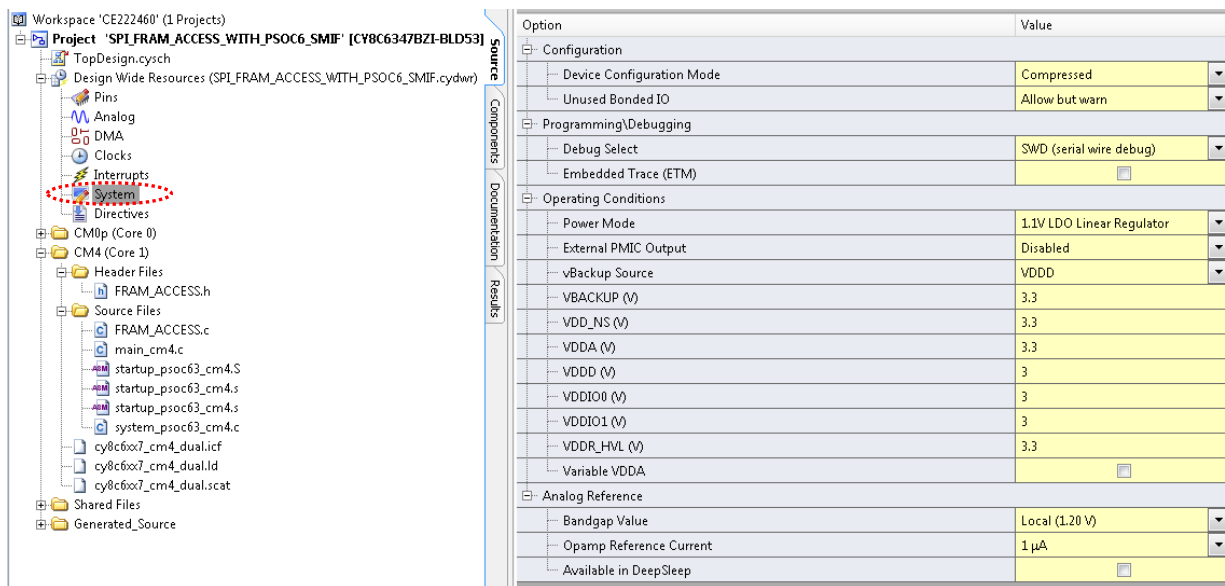 Workspace 'CE222460' (1 Projects)
Project 'SPI_FRAM_ACCESS_WITH_PSOC6_SMIF' [CY8C6347BZI-BLD53]
TopDesign.cysch
Design Wide Resources (SPI_FRAM_ACCESS_WITH_PSOC6_SMIF.cydwr)
Pins
Analog
DMA
Clocks
Interrupts
System
Directives
CM0p (Core 0)
CM4 (Core 1)
Header Files
h FRAM_ACCESS.h
Source Files
c FRAM_ACCESS.c
c main_cm4.c
ASM startup_psoc63_cm4.S
ASM startup_psoc63_cm4.s
ASM startup_psoc63_cm4.s
c system_psoc63_cm4.c
cy8c6xx7_cm4_dual.icf
cy8c6xx7_cm4_dual.ld
cy8c6xx7_cm4_dual.scat
Shared Files
Generated_Source
Source
Components
Documentation
Results
Option Value
Configuration
Device Configuration Mode Compressed
Unused Bonded IO Allow but warn
Programming\Debugging
Debug Select SWD (serial wire debug)
Embedded Trace (ETM)
Operating Conditions
Power Mode 1.1V LDO Linear Regulator
External PMIC Output Disabled
vBackup Source VDDD
VBACKUP (V) 3.3
VDD_NS (V) 3.3
VDDA (V) 3.3
VDDD (V) 3
VDDIO0 (V) 3
VDDIO1 (V) 3
VDDR_HVL (V) 3.3
Variable VDDA
Analog Reference
Bandgap Value Local (1.20 V)
Opamp Reference Current 1 µA
Available in DeepSleep